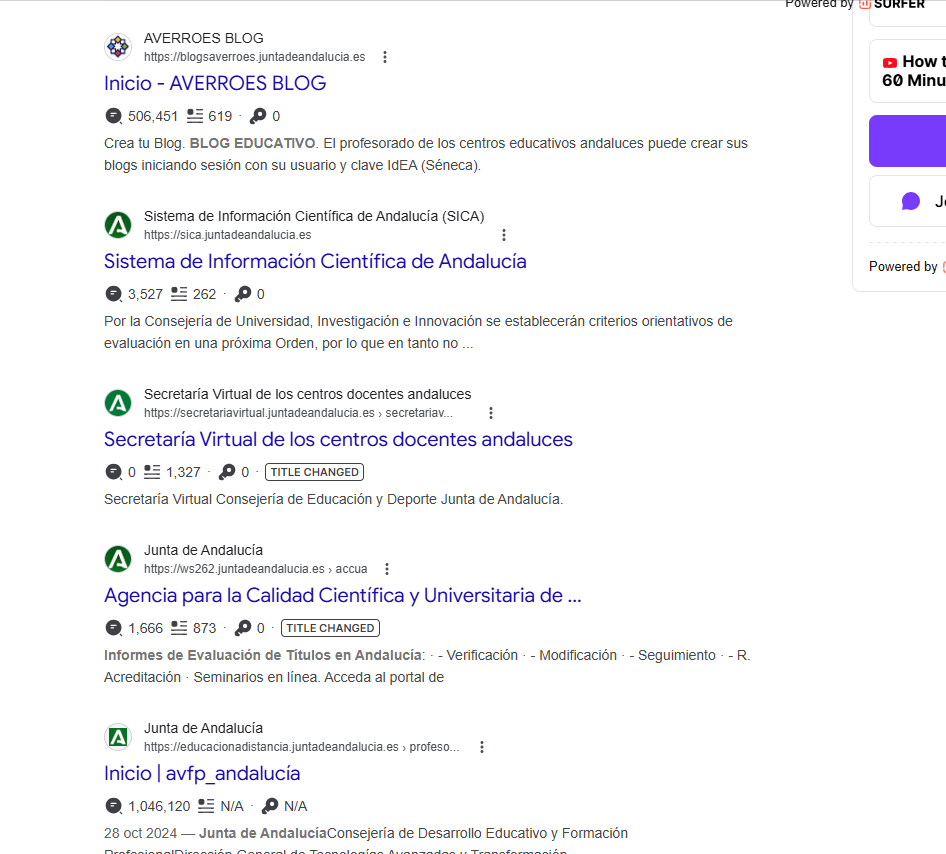 Powered by SURFER
AVERROES BLOG
https://blogsaverroes.juntadeandalucia.es
Inicio - AVERROES BLOG
506,451 619 · 0
Crea tu Blog. BLOG EDUCATIVO. El profesorado de los centros educativos andaluces puede crear sus
blogs iniciando sesión con su usuario y clave IdEA (Séneca).
Sistema de Información Científica de Andalucía (SICA)
https://sica.juntadeandalucia.es
Sistema de Información Científica de Andalucía
3,527 262 · 0
Por la Consejería de Universidad, Investigación e Innovación se establecerán criterios orientativos de
evaluación en una próxima Orden, por lo que en tanto no ...
Secretaría Virtual de los centros docentes andaluces
https://secretariavirtual.juntadeandalucia.es › secretariav...
Secretaría Virtual de los centros docentes andaluces
0 1,327 · 0 · TITLE CHANGED
Secretaría Virtual Consejería de Educación y Deporte Junta de Andalucía.
Junta de Andalucía
https://ws262.juntadeandalucia.es › accua
Agencia para la Calidad Científica y Universitaria de ...
1,666 873 · 0 · TITLE CHANGED
Informes de Evaluación de Títulos en Andalucía: · - Verificación · - Modificación · - Seguimiento · - R.
Acreditación · Seminarios en línea. Acceda al portal de
Junta de Andalucía
https://educacionadistancia.juntadeandalucia.es › profeso...
Inicio | avfp_andalucía
1,046,120 N/A · N/A
28 oct 2024 — Junta de AndalucíaConsejería de Desarrollo Educativo y Formación
ProfesionalDirección General de Tecnologías Avanzadas y Transformación
How t
60 Minu
Powered by